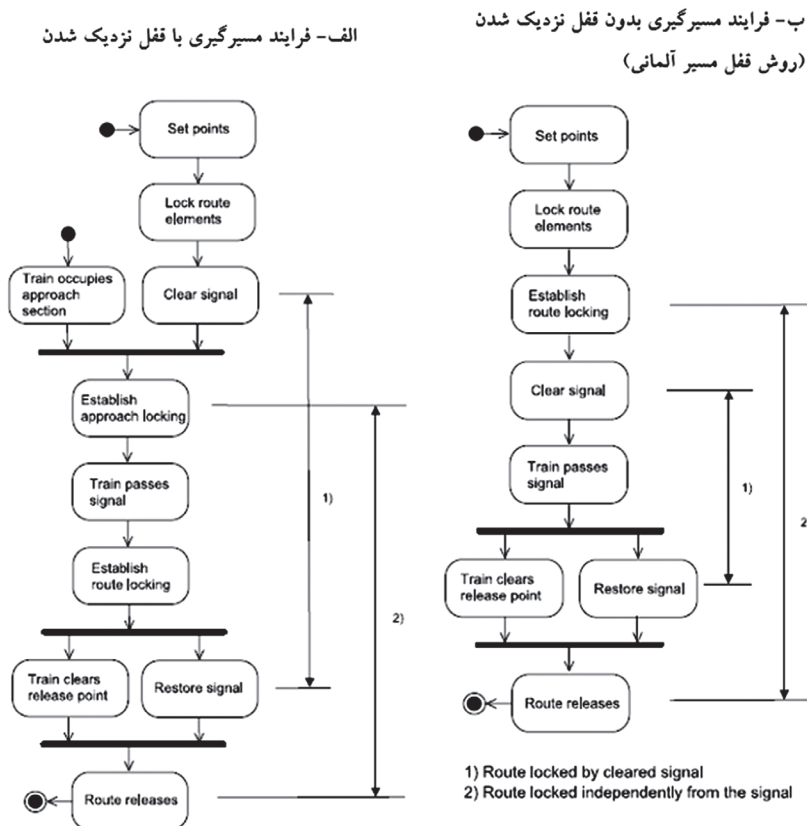 الف- فرایند مسیرگیری با قفل نزدیک شدن
Set points
Lock route
elements
Train occupies
approach
section
Clear signal
Establish
approach locking
Train passes
signal
Establish
route locking
Train clears
release point
Restore signal
Route releases
1)
2)
ب- فرایند مسیرگیری بدون قفل نزدیک شدن
(روش قفل مسیر آلمانی)
Set points
Lock route
elements
Establish
route locking
Clear signal
Train passes
signal
Train clears
release point
Restore signal
Route releases
1)
2
1) Route locked by cleared signal
2) Route locked independently from the signal